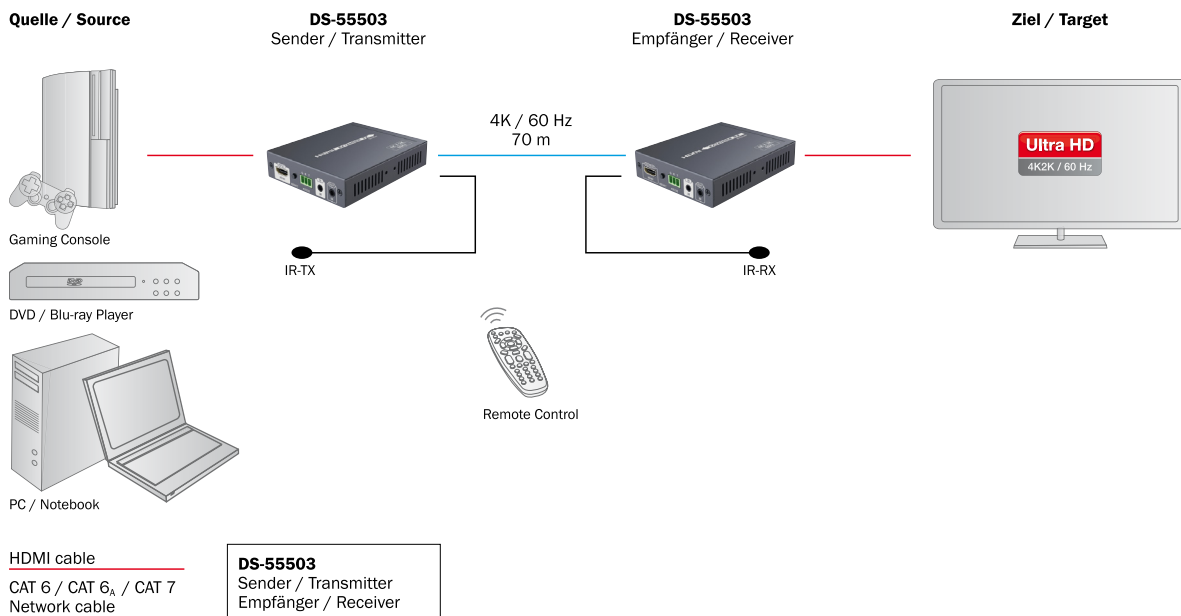 Quelle / Source
DS-55503
Sender / Transmitter
DS-55503
Empfänger / Receiver
Ziel / Target
4K / 60 Hz
70 m
Ultra HD
4K2K / 60 Hz
Gaming Console
IR-TX
IR-RX
DVD / Blu-ray Player
Remote Control
PC / Notebook
HDMI cable
CAT 6 / CAT 6A / CAT 7
Network cable
DS-55503
Sender / Transmitter
Empfänger / Receiver